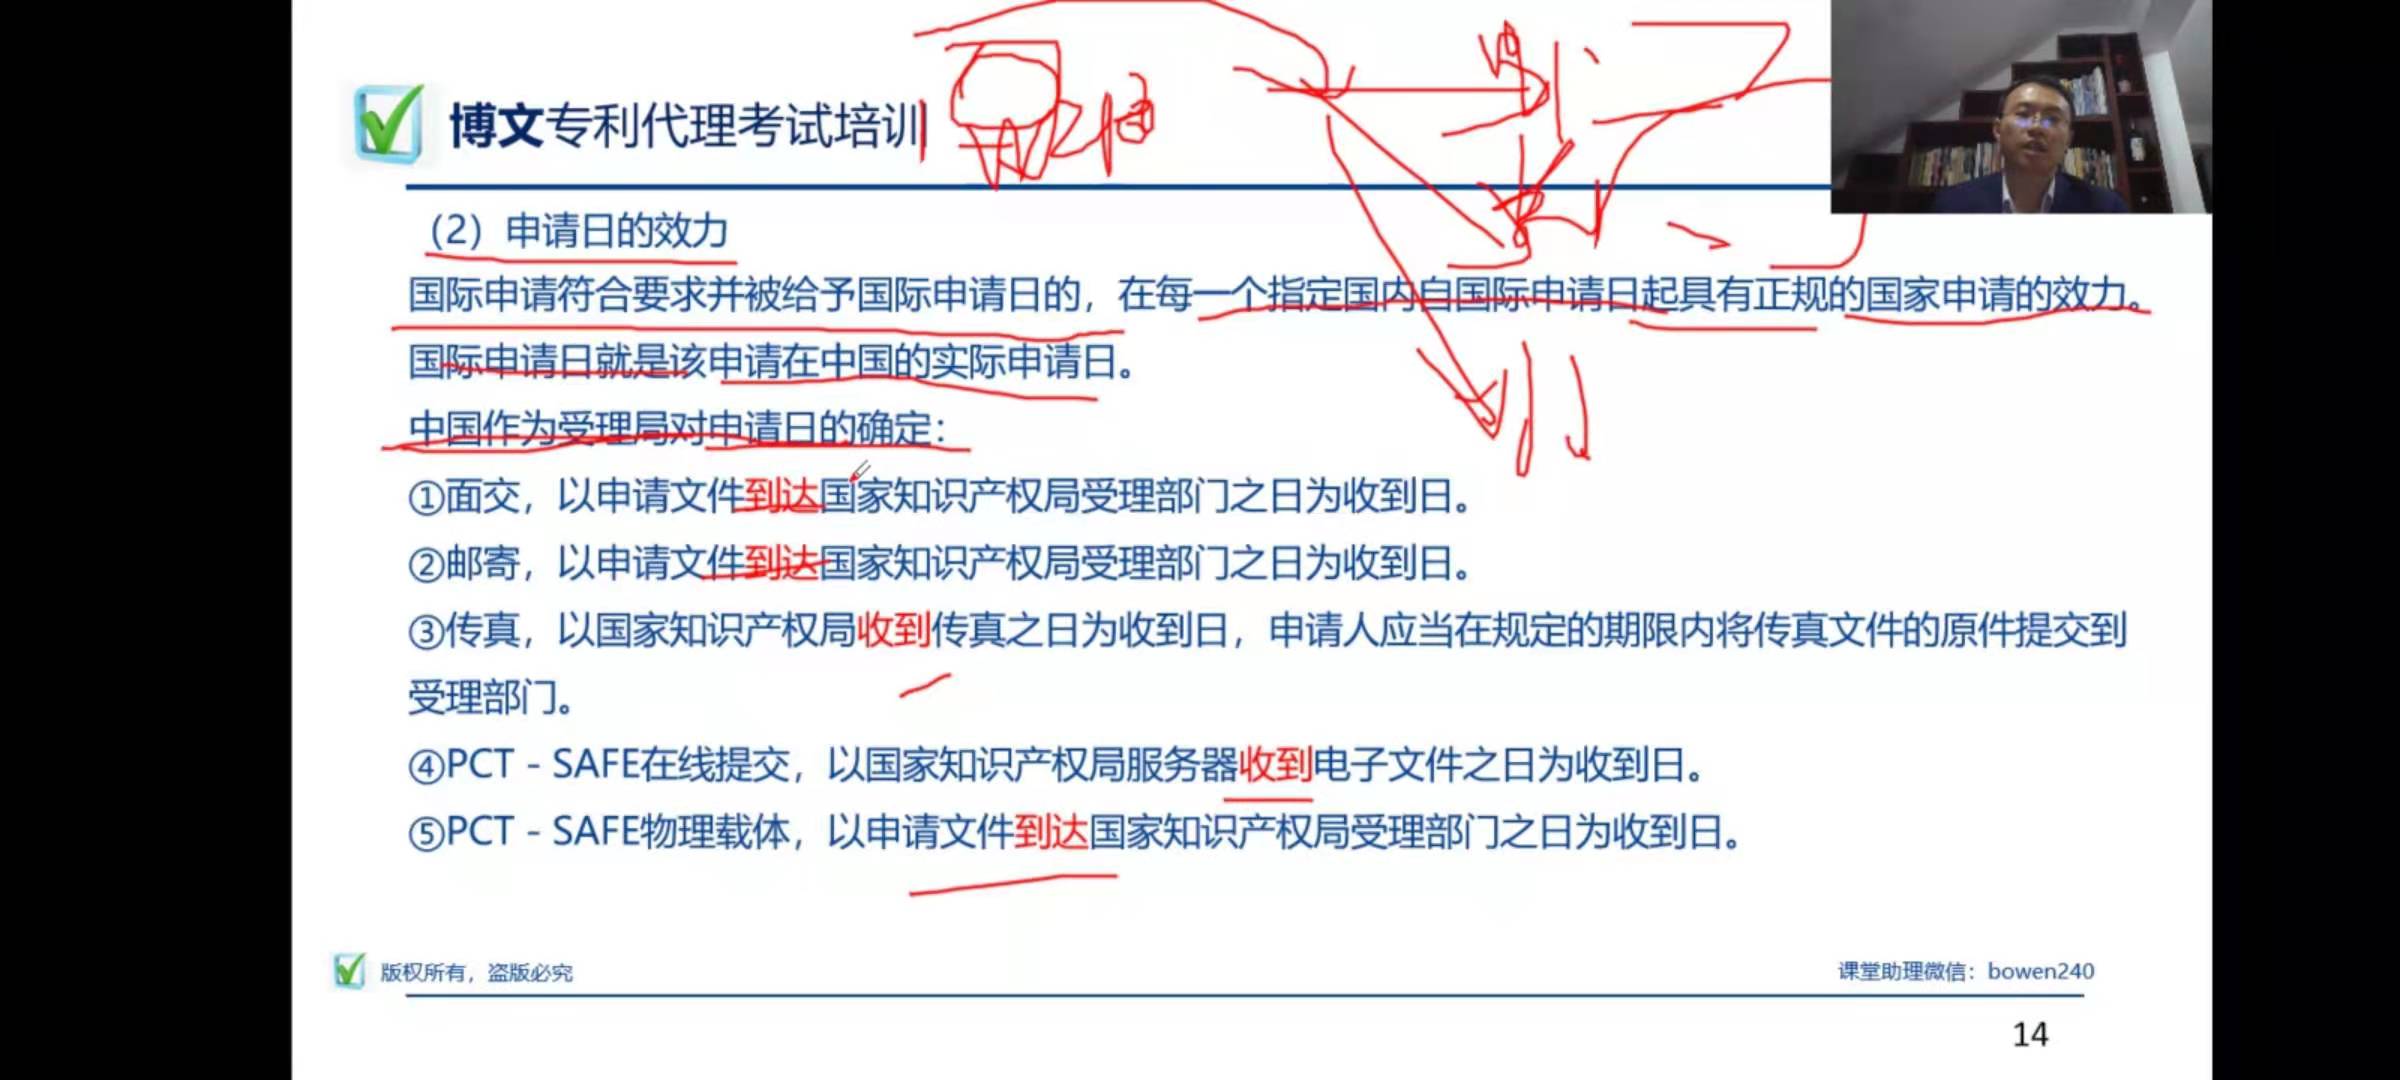 博文专利代理考试培训
（2）申请日的效力
国际申请符合要求并被给予国际申请日的，在每一个指定国内自国际申请日起具有正规的国家申请的效力。
国际申请日就是该申请在中国的实际申请日。
中国作为受理局对申请日的确定：
①面交，以申请文件到达国家知识产权局受理部门之日为收到日。
②邮寄，以申请文件到达国家知识产权局受理部门之日为收到日。
③传真，以国家知识产权局收到传真之日为收到日，申请人应当在规定的期限内将传真文件的原件提交到
受理部门。
④PCT－SAFE在线提交，以国家知识产权局服务器收到电子文件之日为收到日。
⑤PCT－SAFE物理载体，以申请文件到达国家知识产权局受理部门之日为收到日。
版权所有，盗版必究
课堂助理微信：bowen240
14